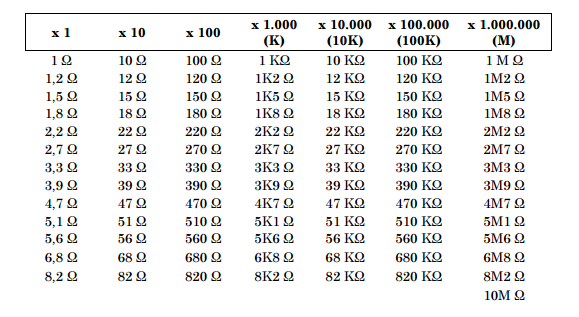 x 1 x 10 x 100 x 1.000 (K) x 10.000 (10K) x 100.000 (100K) x 1.000.000 (M)
1 Ω 10 Ω 100 Ω 1 KΩ 10 KΩ 100 KΩ 1 M Ω
1,2 Ω 12 Ω 120 Ω 1K2 Ω 12 KΩ 120 KΩ 1M2 Ω
1,5 Ω 15 Ω 150 Ω 1K5 Ω 15 KΩ 150 KΩ 1M5 Ω
1,8 Ω 18 Ω 180 Ω 1K8 Ω 18 KΩ 180 KΩ 1M8 Ω
2,2 Ω 22 Ω 220 Ω 2K2 Ω 22 KΩ 220 KΩ 2M2 Ω
2,7 Ω 27 Ω 270 Ω 2K7 Ω 27 KΩ 270 KΩ 2M7 Ω
3,3 Ω 33 Ω 330 Ω 3K3 Ω 33 KΩ 330 KΩ 3M3 Ω
3,9 Ω 39 Ω 390 Ω 3K9 Ω 39 KΩ 390 KΩ 3M9 Ω
4,7 Ω 47 Ω 470 Ω 4K7 Ω 47 KΩ 470 KΩ 4M7 Ω
5,1 Ω 51 Ω 510 Ω 5K1 Ω 51 KΩ 510 KΩ 5M1 Ω
5,6 Ω 56 Ω 560 Ω 5K6 Ω 56 KΩ 560 KΩ 5M6 Ω
6,8 Ω 68 Ω 680 Ω 6K8 Ω 68 KΩ 680 KΩ 6M8 Ω
8,2 Ω 82 Ω 820 Ω 8K2 Ω 82 KΩ 820 KΩ 8M2 Ω
10M Ω